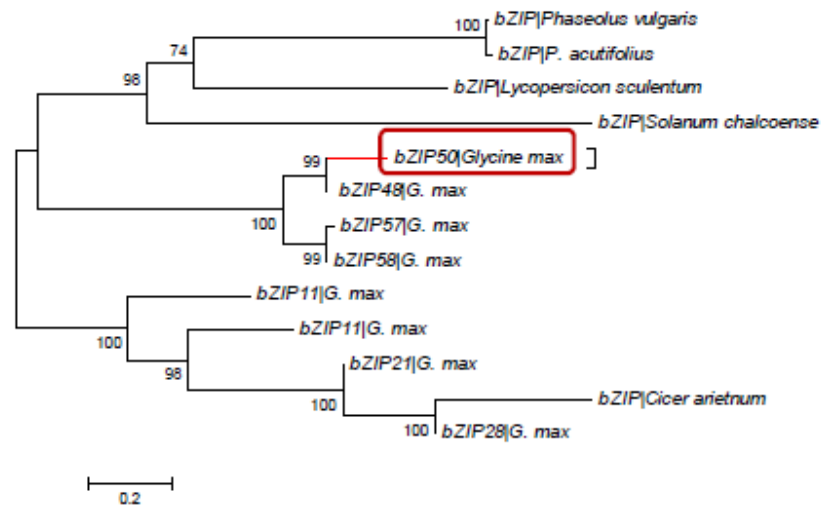 100
bZIP|Phaseolus vulgaris
bZIP|P. acutifolius
74
bZIP|Lycopersicon sculentum
98
bZIP|Solanum chalcoense
99
bZIP50|Glycine max
bZIP48|G. max
100
bZIP57|G. max
99
bZIP58|G. max
bZIP11|G. max
100
bZIP11|G. max
98
bZIP21|G. max
100
bZIP|Cicer arietnum
100
bZIP28|G. max
0.2